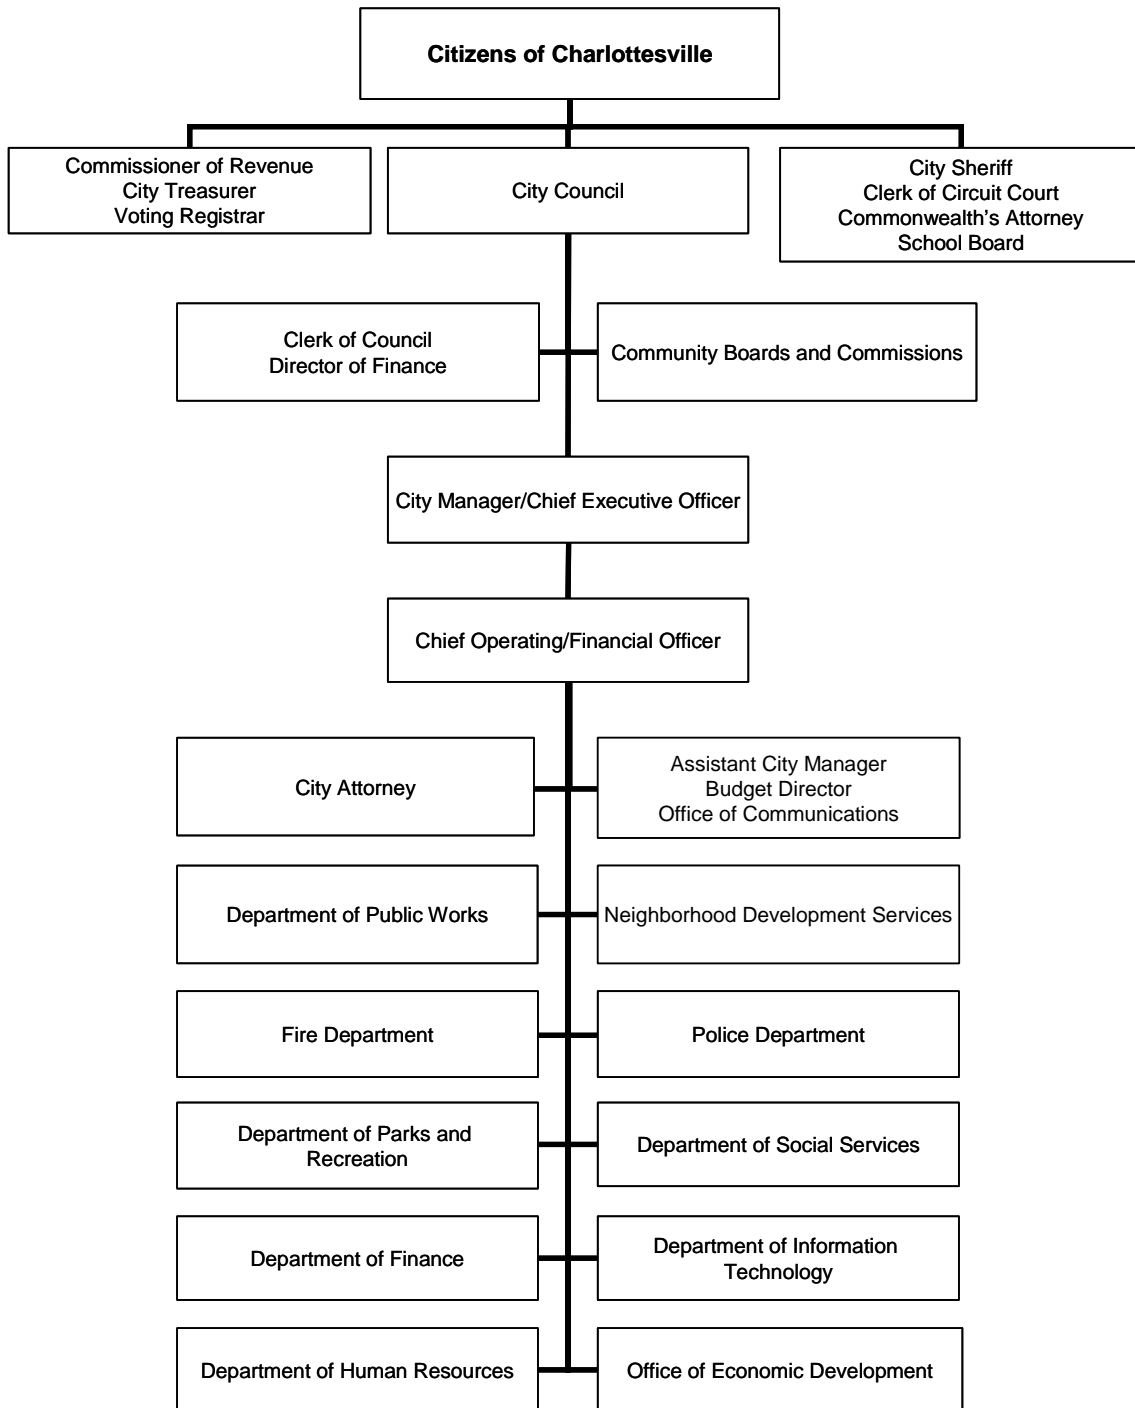 Citizens of Charlottesville
Commissioner of Revenue
City Treasurer
Voting Registrar
City Council
City Sheriff
Clerk of Circuit Court
Commonwealth’s Attorney
School Board
Clerk of Council
Director of Finance
Community Boards and Commissions
City Manager/Chief Executive Officer
Chief Operating/Financial Officer
City Attorney
Assistant City Manager
Budget Director
Office of Communications
Department of Public Works
Neighborhood Development Services
Fire Department
Police Department
Department of Parks and
Recreation
Department of Social Services
Department of Finance
Department of Information
Technology
Department of Human Resources
Office of Economic Development